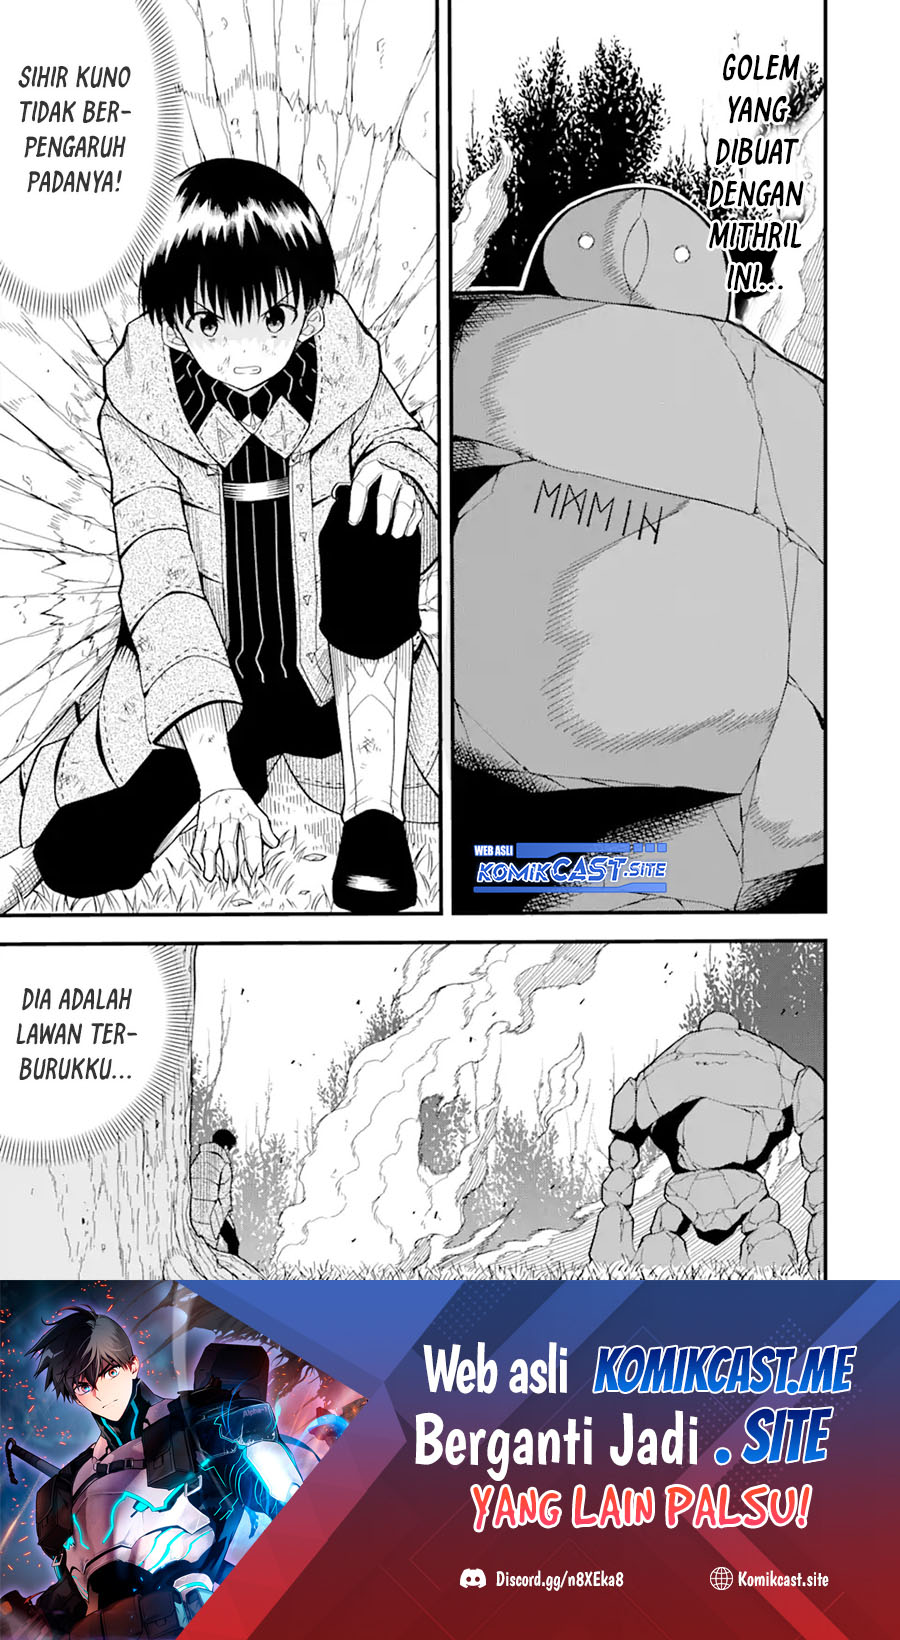 GOLEM
YANG
DIBUAT
DENGAN
MITHRIL
INI...
SIHIR KUNO
TIDAK BER-
PENGARUH
PADANYA!
ᛖᛗᛖᛁᚺ
WEB ASLI
KOMIKCAST.SITE
DIA ADALAH
LAWAN TER-
BURUKKU...
Web asli KOMIKCAST.ME
Berganti Jadi .SITE
YANG LAIN PALSU!
Discord.gg/n8XEka8
Komikcast.site